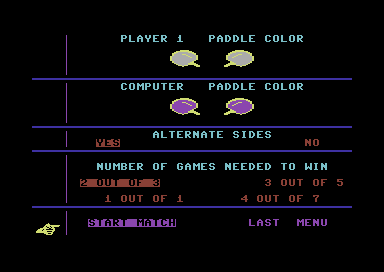 PLAYER 1 PADDLE COLOR
COMPUTER PADDLE COLOR
ALTERNATE SIDES
YES NO
NUMBER OF GAMES NEEDED TO WIN
2 OUT OF 3 3 OUT OF 5
1 OUT OF 1 4 OUT OF 7
START MATCH LAST MENU